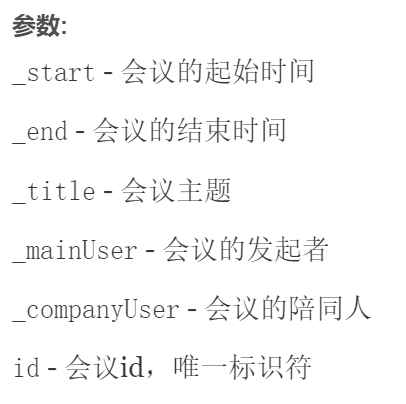 参数:
_start - 会议的起始时间
_end - 会议的结束时间
_title - 会议主题
_mainUser - 会议的发起者
_companyUser - 会议的陪同人
id - 会议id，唯一标识符